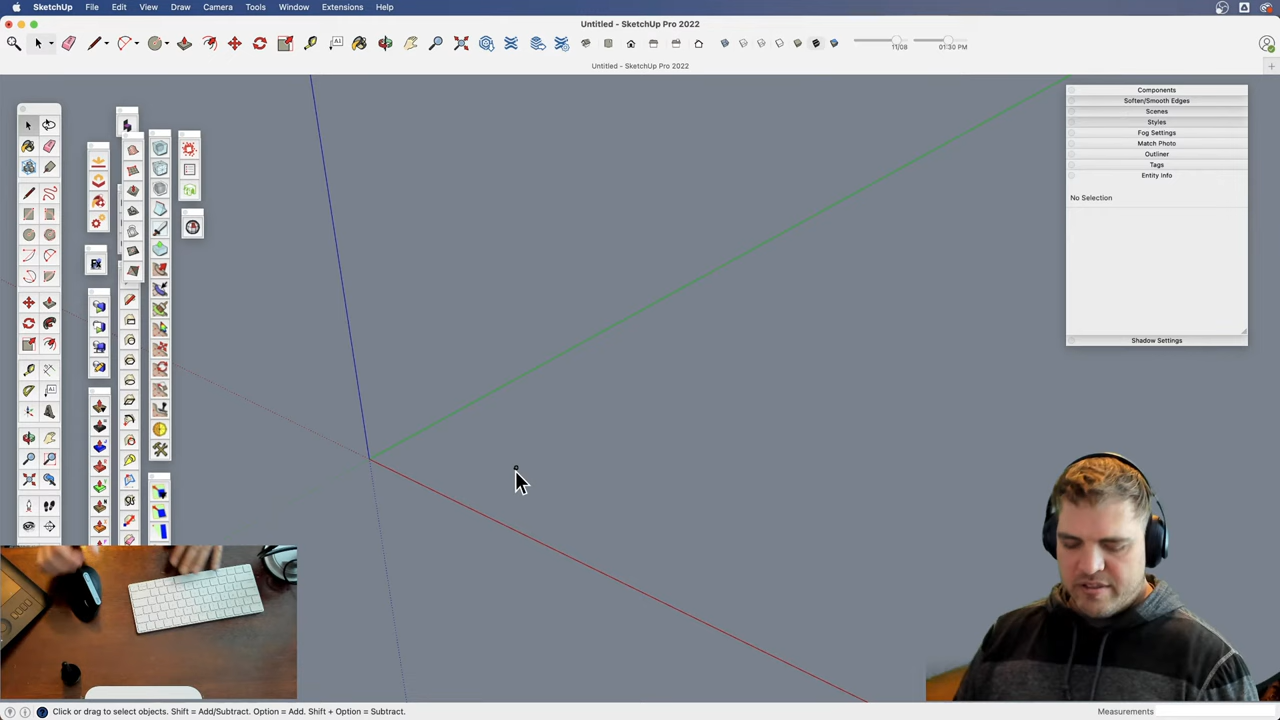 SketchUp File Edit View Draw Camera Tools Window Extensions Help
Untitled - SketchUp Pro 2022
11/08 01:30 PM
Untitled - SketchUp Pro 2022
Components
Soften/Smooth Edges
Scenes
Styles
Fog Settings
Match Photo
Outliner
Tags
Entity Info
No Selection
Shadow Settings
Click or drag to select objects. Shift = Add/Subtract. Option = Add. Shift + Option = Subtract.
Measurements